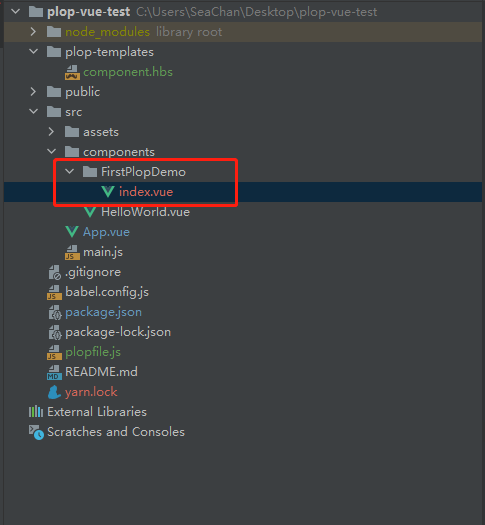 plop-vue-test C:\Users\SeaChan\Desktop\plop-vue-test
node_modules library root
plop-templates
component.hbs
public
src
assets
components
FirstPlopDemo
index.vue
HelloWorld.vue
App.vue
main.js
.gitignore
babel.config.js
package.json
package-lock.json
plopfile.js
README.md
yarn.lock
External Libraries
Scratches and Consoles